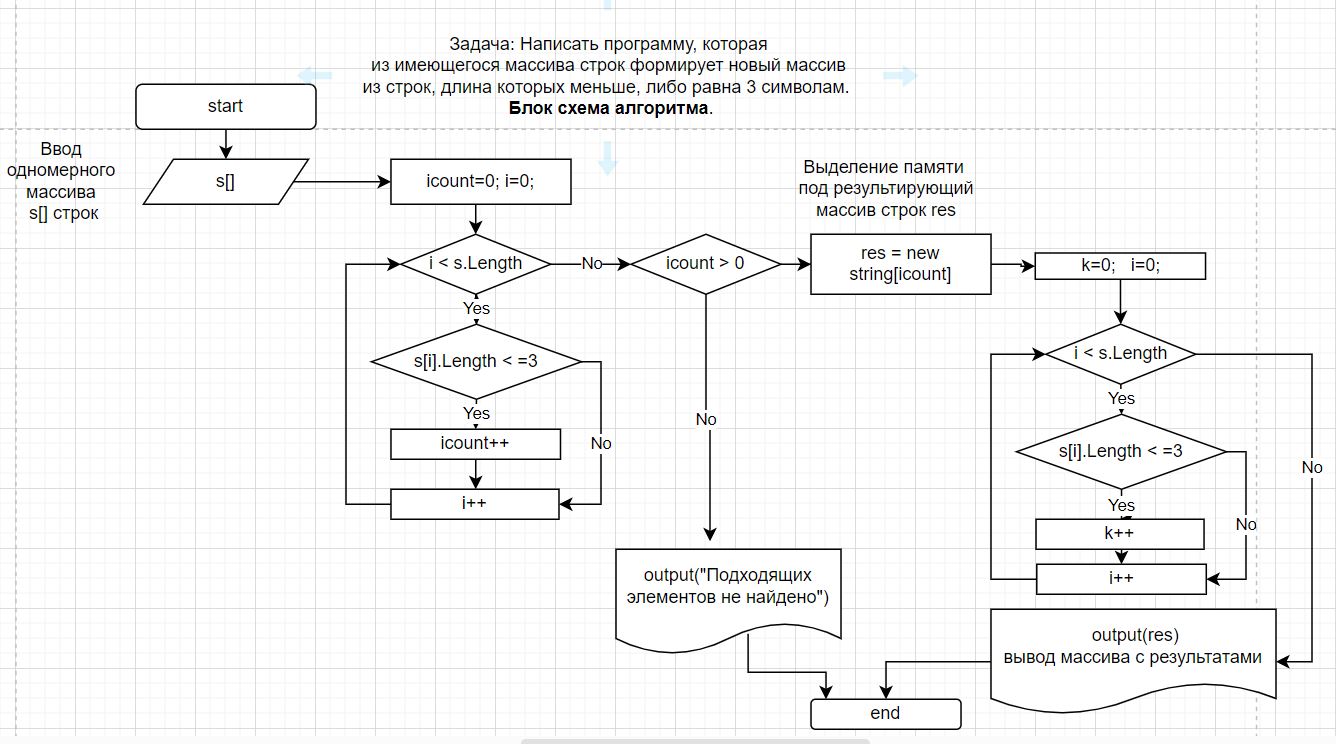 Задача: Написать программу, которая
из имеющегося массива строк формирует новый массив
из строк, длина которых меньше, либо равна 3 символам.
Блок схема алгоритма.
start
Ввод
одномерного
массива
s[] строк
s[]
icount=0; i=0;
i < s.Length
No
Yes
s[i].Length < =3
Yes
No
icount++
i++
icount > 0
No
output("Подходящих
элементов не найдено")
Выделение памяти
под результирующий
массив строк res
res = new
string[icount]
k=0; i=0;
i < s.Length
Yes
No
s[i].Length < =3
Yes
No
k++
i++
output(res)
вывод массива с результатами
end